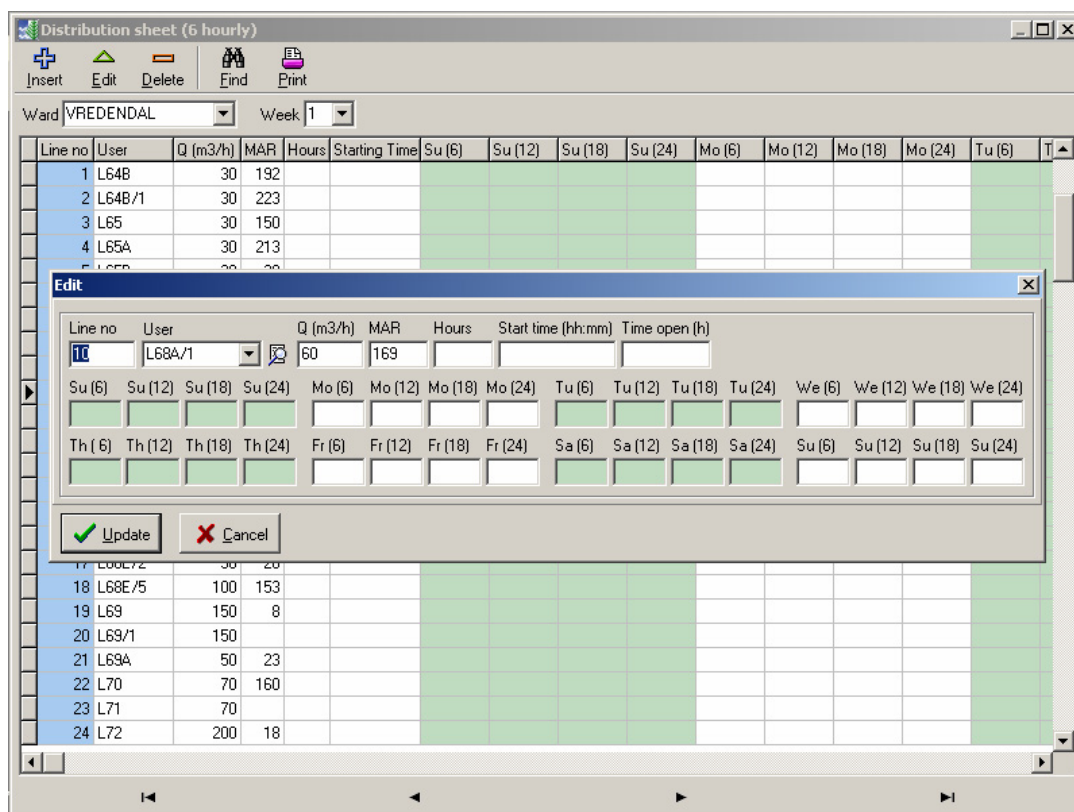 Distribution sheet (6 hourly)
Insert Edit Delete Find Print
Ward VREDENDAL Week 1
Line no User Q (m3/h) MAR Hours Starting Time Su (6) Su (12) Su (18) Su (24) Mo (6) Mo (12) Mo (18) Mo (24) Tu (6) T
1 L64B 30 192
2 L64B/1 30 223
3 L65 30 150
4 L65A 30 213
Edit
Line no User Q (m3/h) MAR Hours Start time (hh:mm) Time open (h)
10 L68A/1 60 169
Su (6) Su (12) Su (18) Su (24) Mo (6) Mo (12) Mo (18) Mo (24) Tu (6) Tu (12) Tu (18) Tu (24) We (6) We (12) We (18) We (24)
Th ( 6) Th (12) Th (18) Th (24) Fr (6) Fr (12) Fr (18) Fr (24) Sa (6) Sa (12) Sa (18) Sa (24) Su (6) Su (12) Su (18) Su (24)
Update Cancel
18 L68E/5 100 153
19 L69 150 8
20 L69/1 150
21 L69A 50 23
22 L70 70 160
23 L71 70
24 L72 200 18